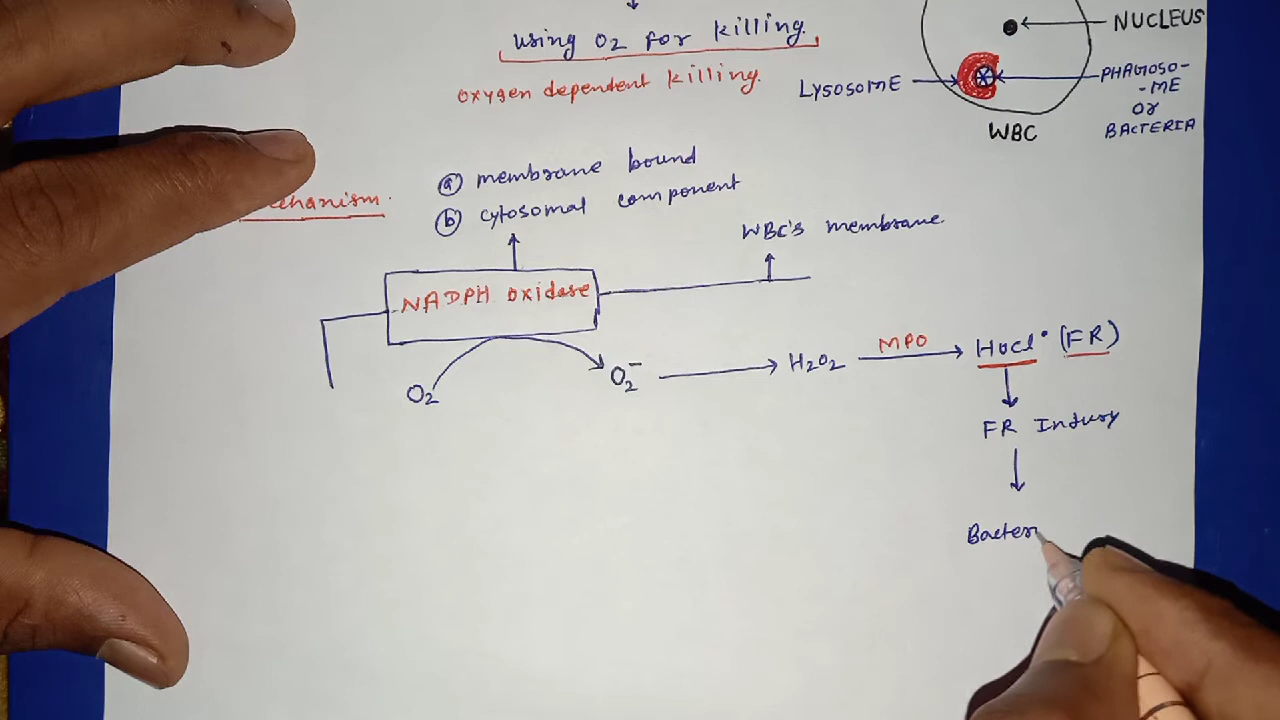 using O2 for killing.
oxygen dependent killing.
NUCLEUS
LYSOSOME
PHAGOSO-
-ME
or
BACTERIA
WBC
(a) membrane bound
(b) cytosomal component
WBC's membrane.
NADPH oxidase
O2
O2⁻
H2O2
MPO
HOCl• (FR)
FR Injury
Bacter